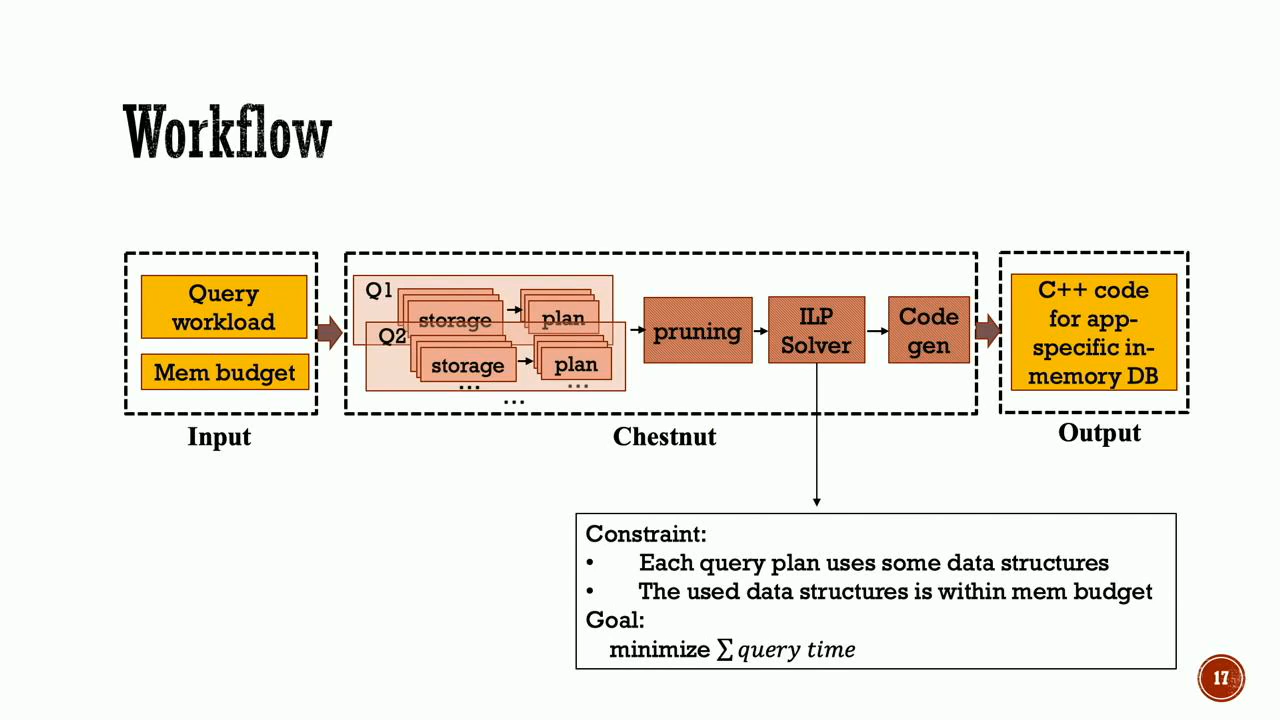 Workflow
Query
workload
Mem budget
Input
Q1
storage
plan
Q2
storage
plan
...
...
...
pruning
ILP
Solver
Code
gen
Chestnut
C++ code
for app-
specific in-
memory DB
Output
Constraint:
• Each query plan uses some data structures
• The used data structures is within mem budget
Goal:
minimize ∑ query time
17